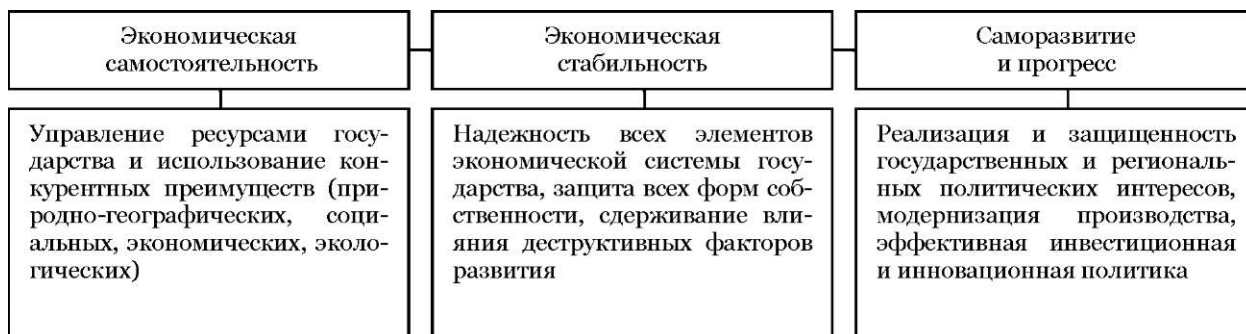 Экономическая
самостоятельность
Экономическая
стабильность
Саморазвитие
и прогресс
Управление ресурсами госу-
дарства и использование кон-
курентных преимуществ (при-
родно-географических, соци-
альных, экономических, эколо-
гических)
Надежность всех элементов
экономической системы госу-
дарства, защита всех форм соб-
ственности, сдерживание вли-
яния деструктивных факторов
развития
Реализация и защищенность
государственных и региональ-
ных политических интересов,
модернизация производства,
эффективная инвестиционная
и инновационная политика